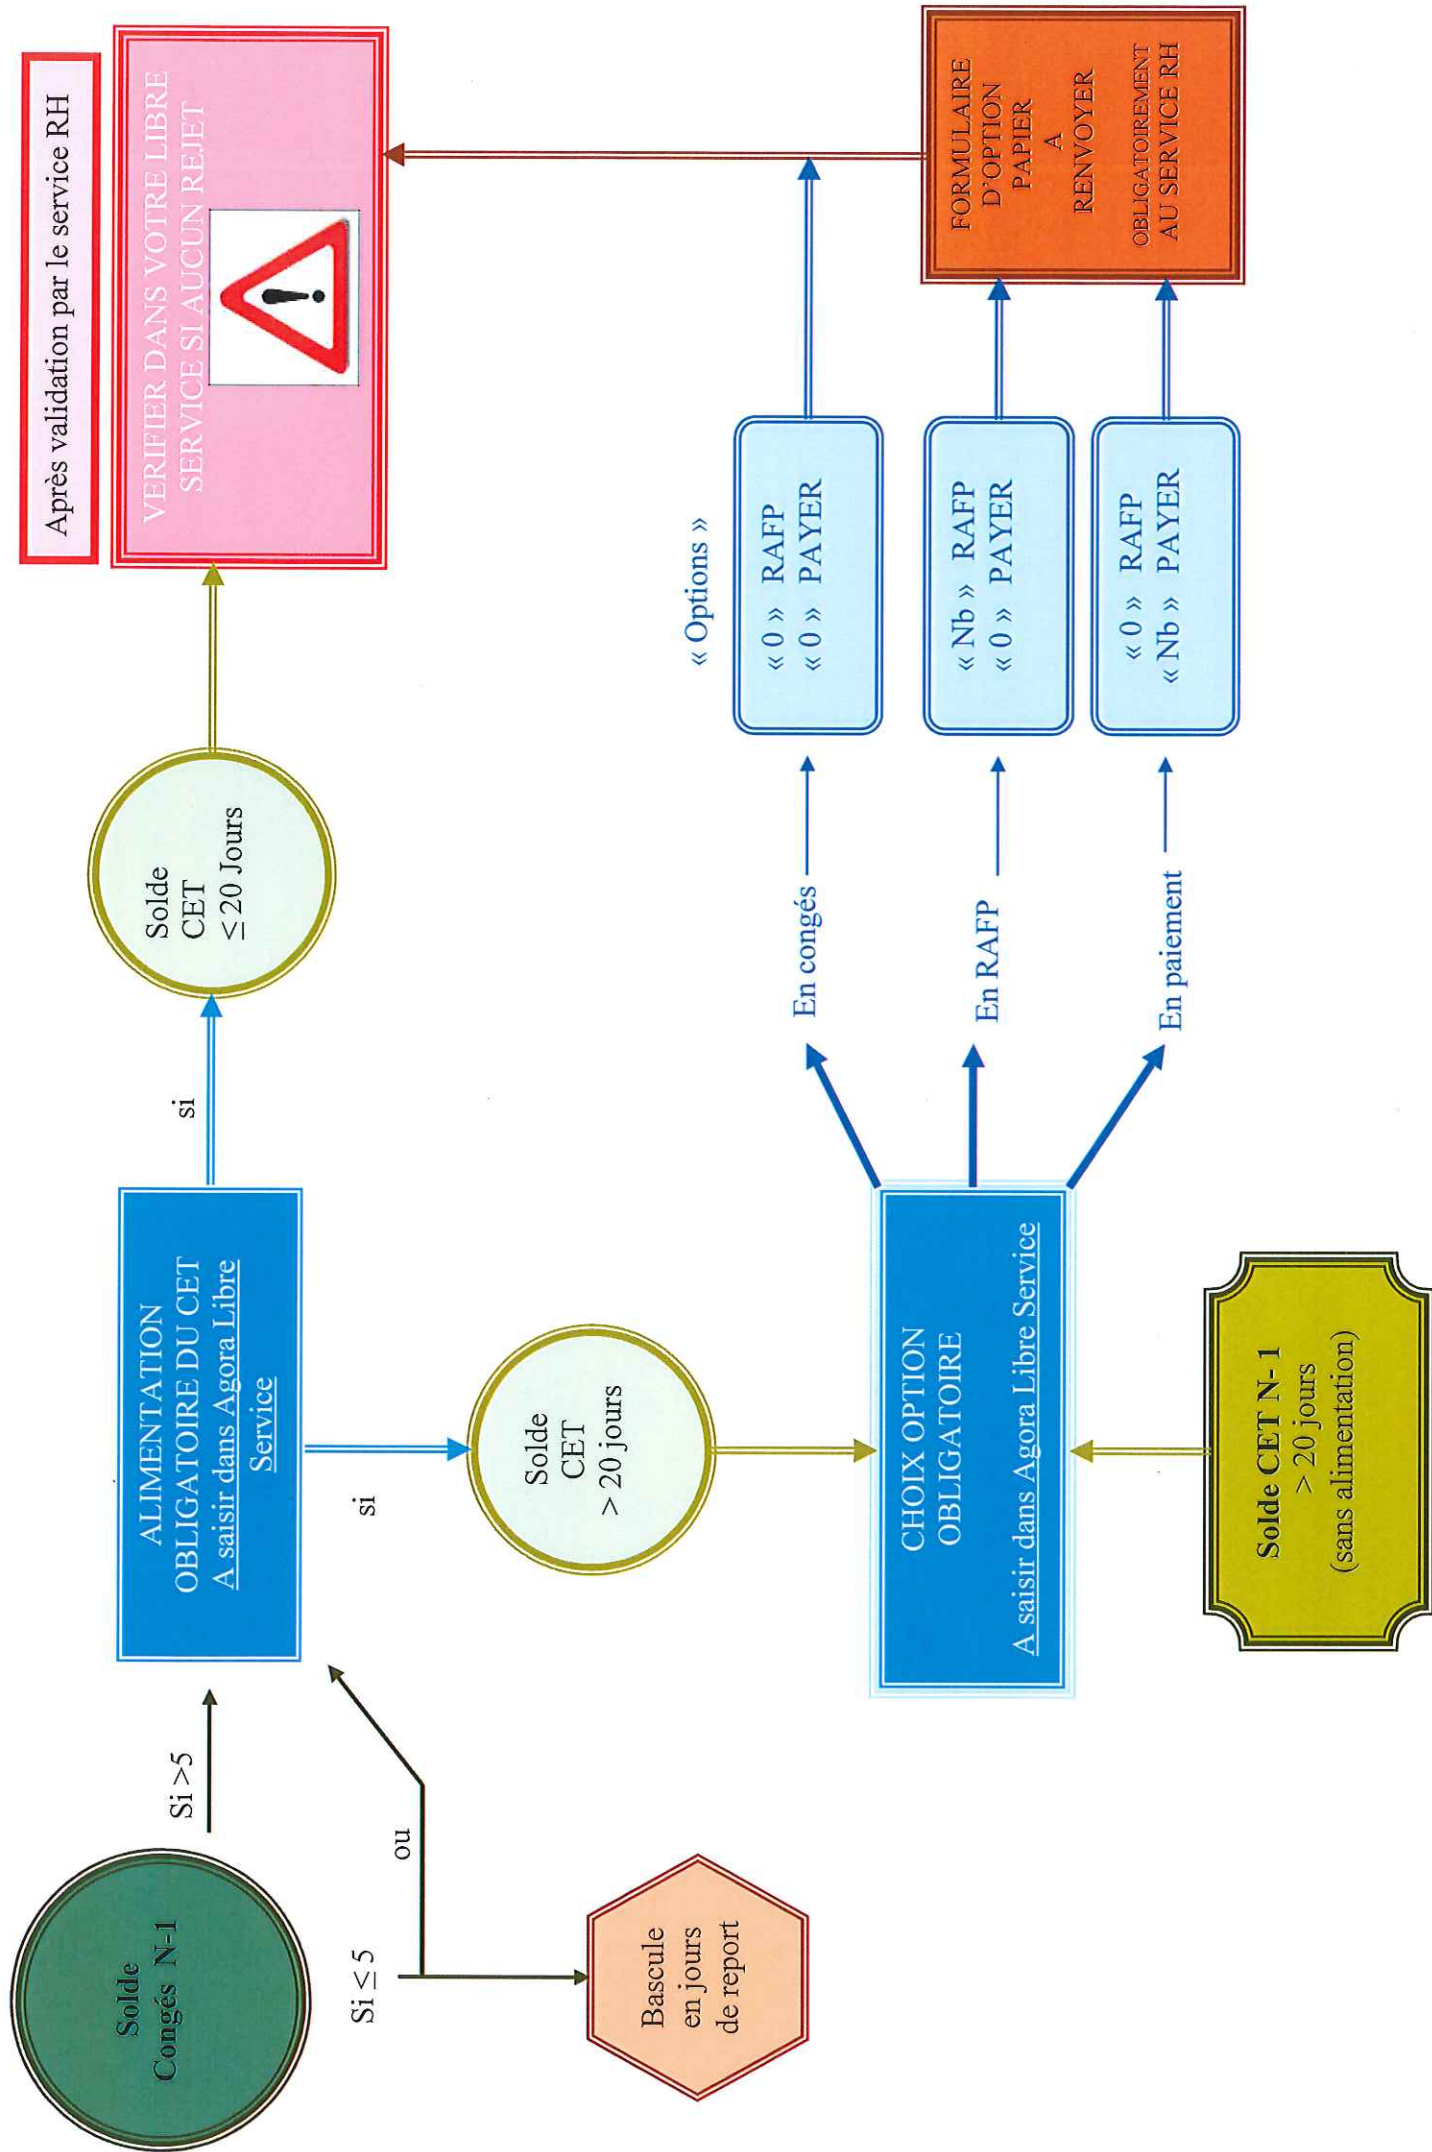 Solde
Congés N-1
Si >5
Si ≤ 5
ou
Bascule
en jours
de report
ALIMENTATION
OBLIGATOIRE DU CET
A saisir dans Agora Libre
Service
si
si
Solde
CET
≤ 20 Jours
Solde
CET
> 20 jours
Après validation par le service RH
VERIFIER DANS VOTRE LIBRE
SERVICE SI AUCUN REJET
CHOIX OPTION
OBLIGATOIRE
A saisir dans Agora Libre Service
Solde CET N-1
> 20 jours
(sans alimentation)
En congés
En RAFP
En paiement
« Options »
« 0 » RAFP
« 0 » PAYER
« Nb » RAFP
« 0 » PAYER
« 0 » RAFP
« Nb » PAYER
FORMULAIRE
D'OPTION
PAPIER
A
RENVOYER
OBLIGATOIREMENT
AU SERVICE RH